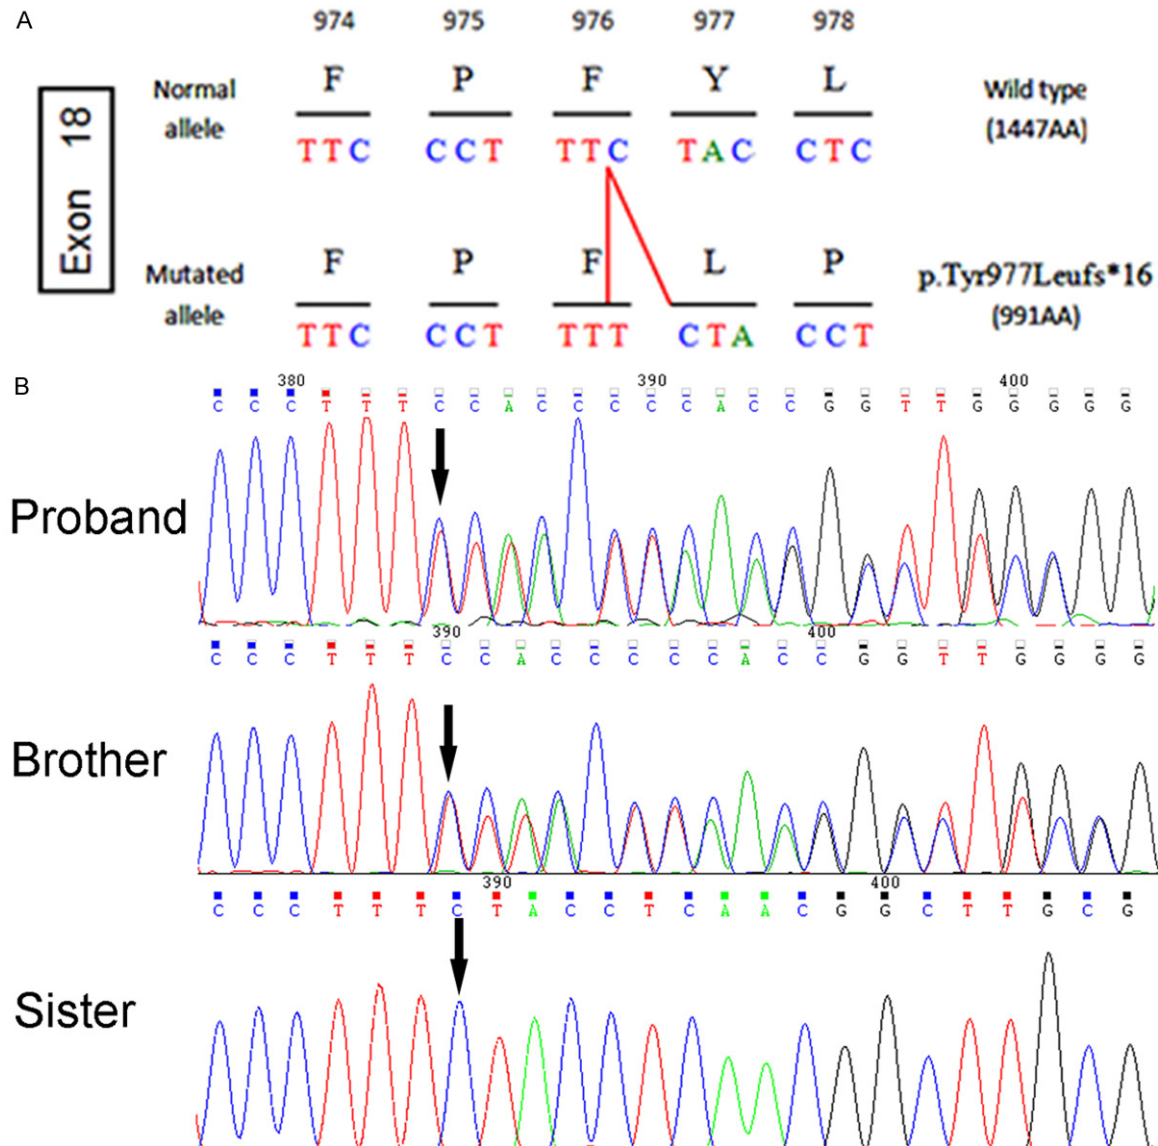 A
974 975 976 977 978
F P F Y L
Normal allele
Wild type (1447AA)
TTC CCT TTC TAC CTC
Exon 18
F P F L P
Mutated allele
p.Tyr977Leufs*16 (991AA)
TTC CCT TTT CTA CCT
B
380 390 400
C C C T T T C C A C C C C C A C C G G T T G G G G G
Proband
390 400
C C C T T T C C A C C C C C A C C G G T T G G G G
Brother
390 400
C C C T T T C T A C C T C A A C G G C T T G C G
Sister